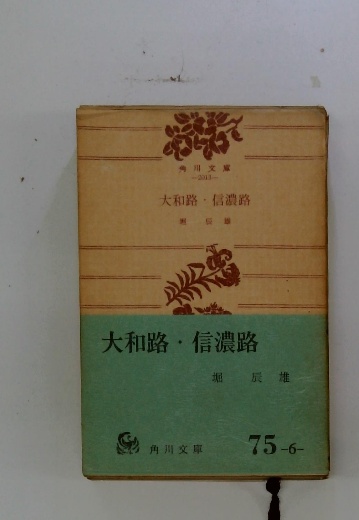 角川文庫
—2043—
大和路・信濃路
堀辰雄
大和路・信濃路
堀辰雄
角川文庫
75-6-